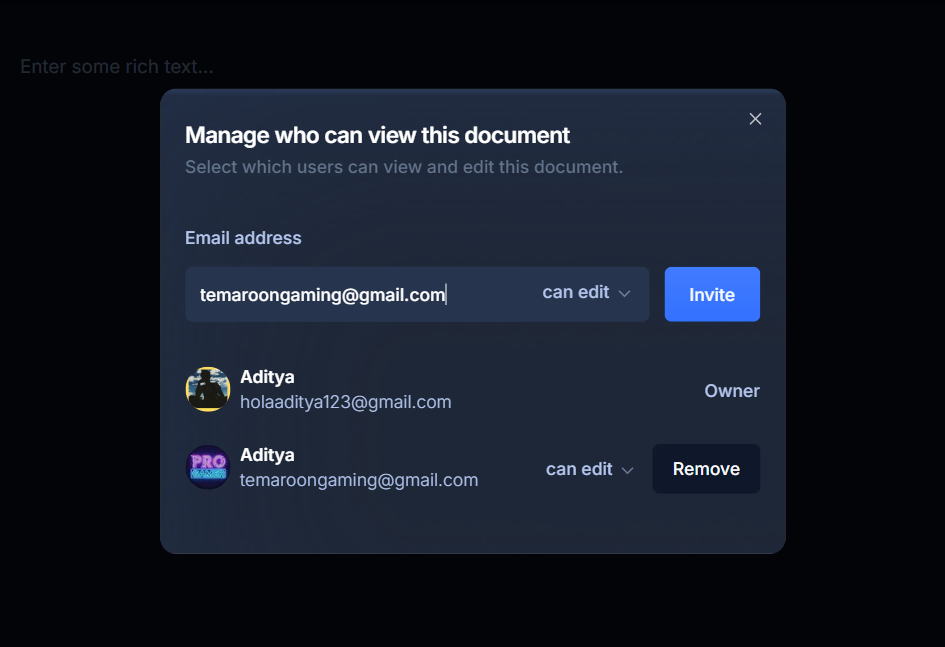 Enter some rich text...
Manage who can view this document
Select which users can view and edit this document.
Email address
temaroongaming@gmail.com can edit Invite
Aditya
holaaditya123@gmail.com Owner
PRO
Aditya
temaroongaming@gmail.com can edit Remove